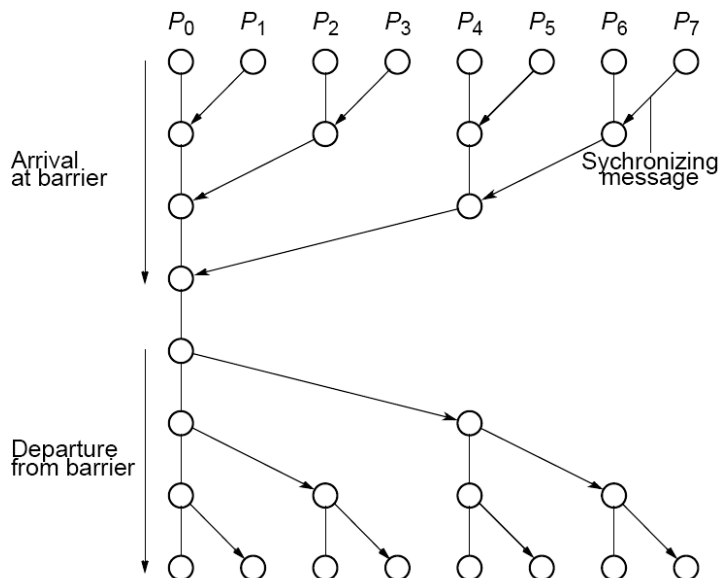 P0 P1 P2 P3 P4 P5 P6 P7
Arrival
at barrier
Sychronizing
message
Departure
from barrier